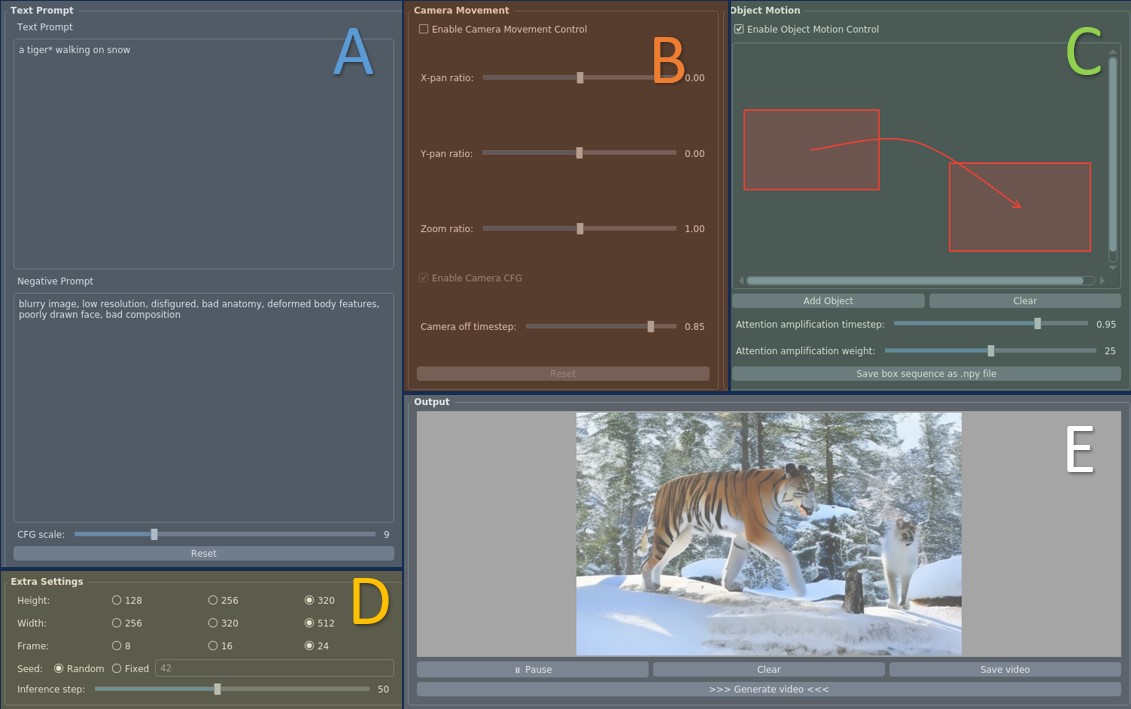 Text Prompt
Text Prompt
a tiger* walking on snow
A
Negative Prompt
blurry image, low resolution, disfigured, bad anatomy, deformed body features,
poorly drawn face, bad composition
CFG scale: 9
Reset
Camera Movement
Enable Camera Movement Control
B
X-pan ratio: 0.00
Y-pan ratio: 0.00
Zoom ratio: 1.00
Enable Camera CFG
Camera off timestep: 0.85
Reset
Object Motion
Enable Object Motion Control
C
Add Object Clear
Attention amplification timestep: 0.95
Attention amplification weight: 25
Save box sequence as .npy file
Extra Settings
D
Height: 128 256 320
Width: 256 320 512
Frame: 8 16 24
Seed: Random Fixed 42
Inference step: 50
Output
E
Pause Clear Save video
>>> Generate video <<<